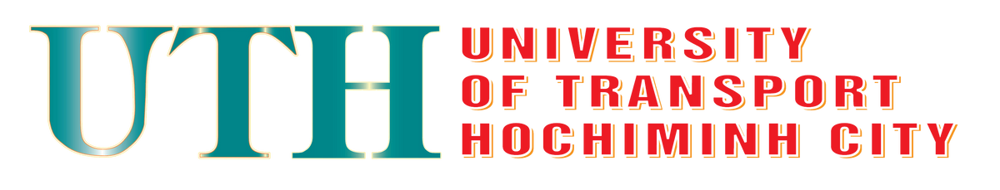 UTH
UNIVERSITY
OF TRANSPORT
HOCHIMINH CITY